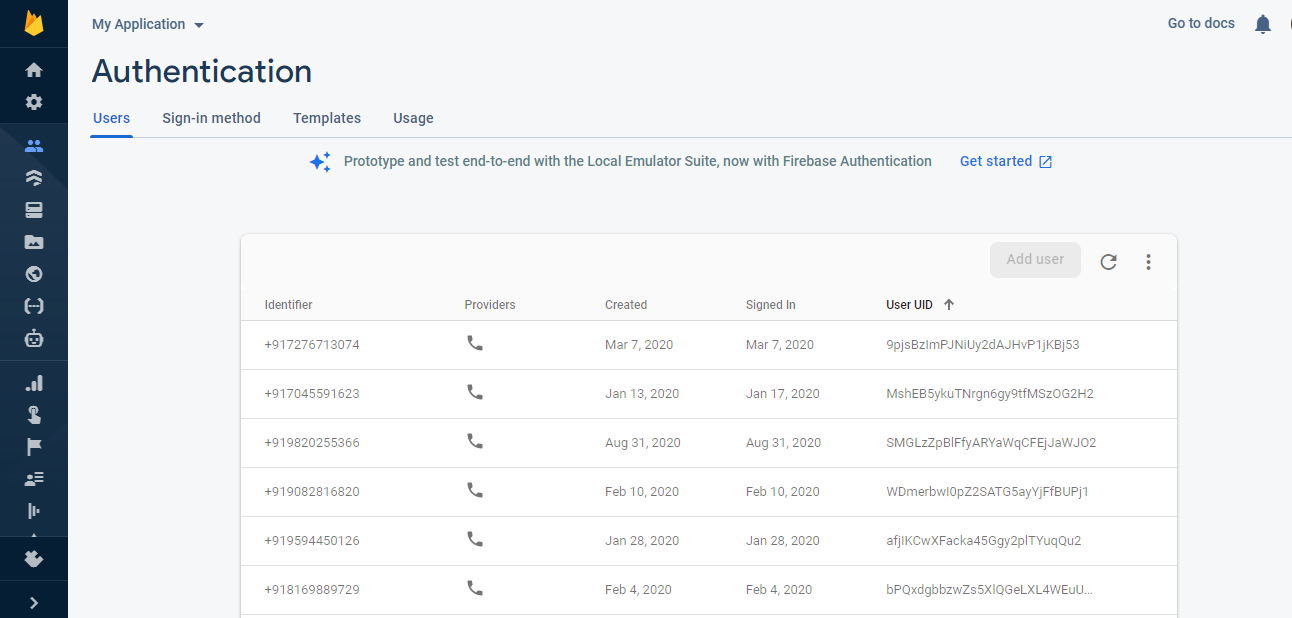 My Application
Go to docs
Authentication
Users Sign-in method Templates Usage
Prototype and test end-to-end with the Local Emulator Suite, now with Firebase Authentication Get started
Add user
Identifier Providers Created Signed In User UID
+917276713074 Mar 7, 2020 Mar 7, 2020 9pjsBzImPJNiUy2dAJHvP1jKBj53
+917045591623 Jan 13, 2020 Jan 17, 2020 MshEB5ykuTNrgn6gy9tfMSzOG2H2
+919820255366 Aug 31, 2020 Aug 31, 2020 SMGLzZpBlFfyARYaWqCFEjJaWJO2
+919082816820 Feb 10, 2020 Feb 10, 2020 WDmerbwI0pZ2SATG5ayYjFfBUPj1
+919594450126 Jan 28, 2020 Jan 28, 2020 afjIKCwXFacka45Ggy2plTYuqQu2
+918169889729 Feb 4, 2020 Feb 4, 2020 bPQxdgbbzwZs5XlQGeLXL4WEuU...